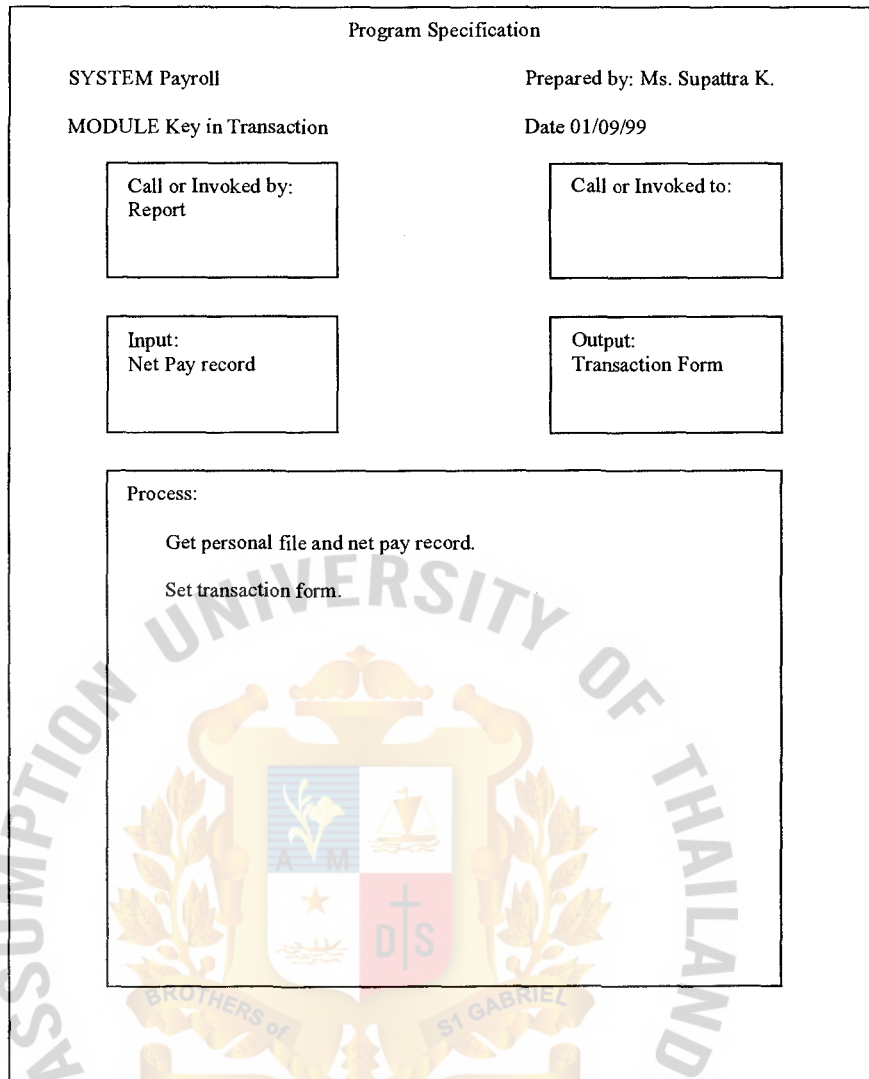 Program Specification
SYSTEM Payroll
Prepared by: Ms. Supattra K.
MODULE Key in Transaction
Date 01/09/99
Call or Invoked by:
Report
Call or Invoked to:
Input:
Net Pay record
Output:
Transaction Form
Process:
Get personal file and net pay record.
Set transaction form.
ASSUMPTION UNIVERSITY OF THAILAND
A M
D S
BROTHERS of S1 GABRIEL